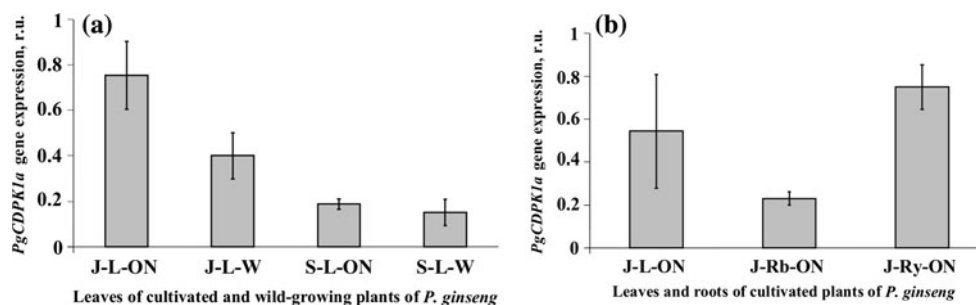 (a)
PgCDPK1a gene expression, r.u.
1
0.8
0.6
0.4
0.2
0
J-L-ON J-L-W S-L-ON S-L-W
Leaves of cultivated and wild-growing plants of P. ginseng
(b)
PgCDPK1a gene expression, r.u.
1
0.8
0.6
0.4
0.2
0
J-L-ON J-Rb-ON J-Ry-ON
Leaves and roots of cultivated plants of P. ginseng